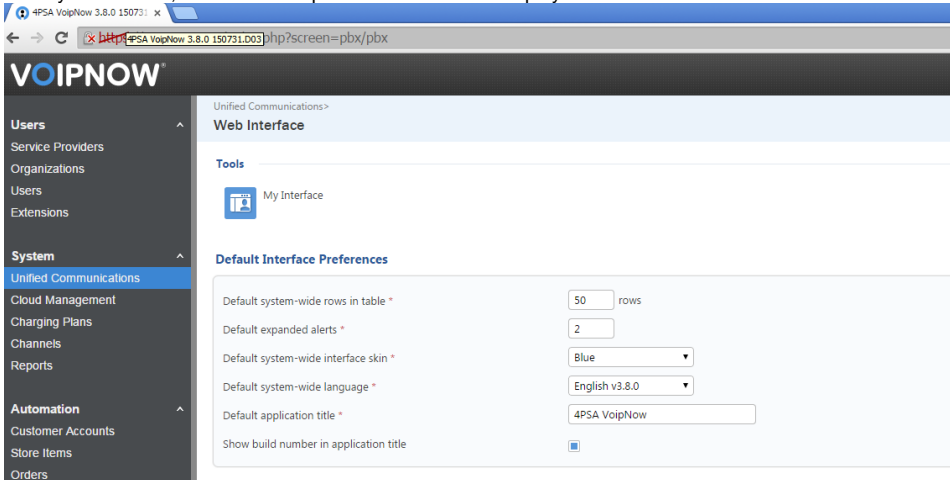 4PSA VoipNow 3.8.0 150731
4PSA VoipNow 3.8.0 150731.D03
php?screen=pbx/pbx
VOIPNOW®
Unified Communications>
Web Interface
Users
Service Providers
Organizations
Users
Extensions
System
Unified Communications
Cloud Management
Charging Plans
Channels
Reports
Automation
Customer Accounts
Store Items
Orders
Tools
My Interface
Default Interface Preferences
Default system-wide rows in table * 50 rows
Default expanded alerts * 2
Default system-wide interface skin * Blue
Default system-wide language * English v3.8.0
Default application title * 4PSA VoipNow
Show build number in application title